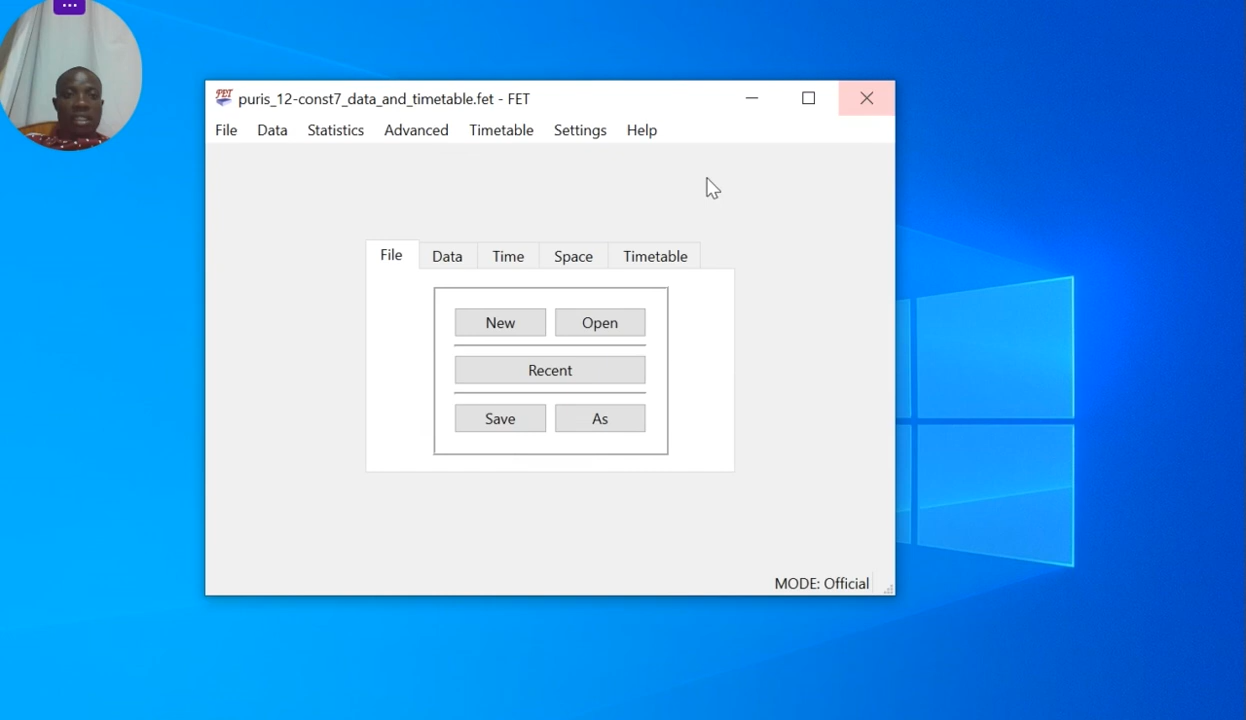 ...
FET puris_12-const7_data_and_timetable.fet - FET
File Data Statistics Advanced Timetable Settings Help
File Data Time Space Timetable
New Open
Recent
Save As
MODE: Official